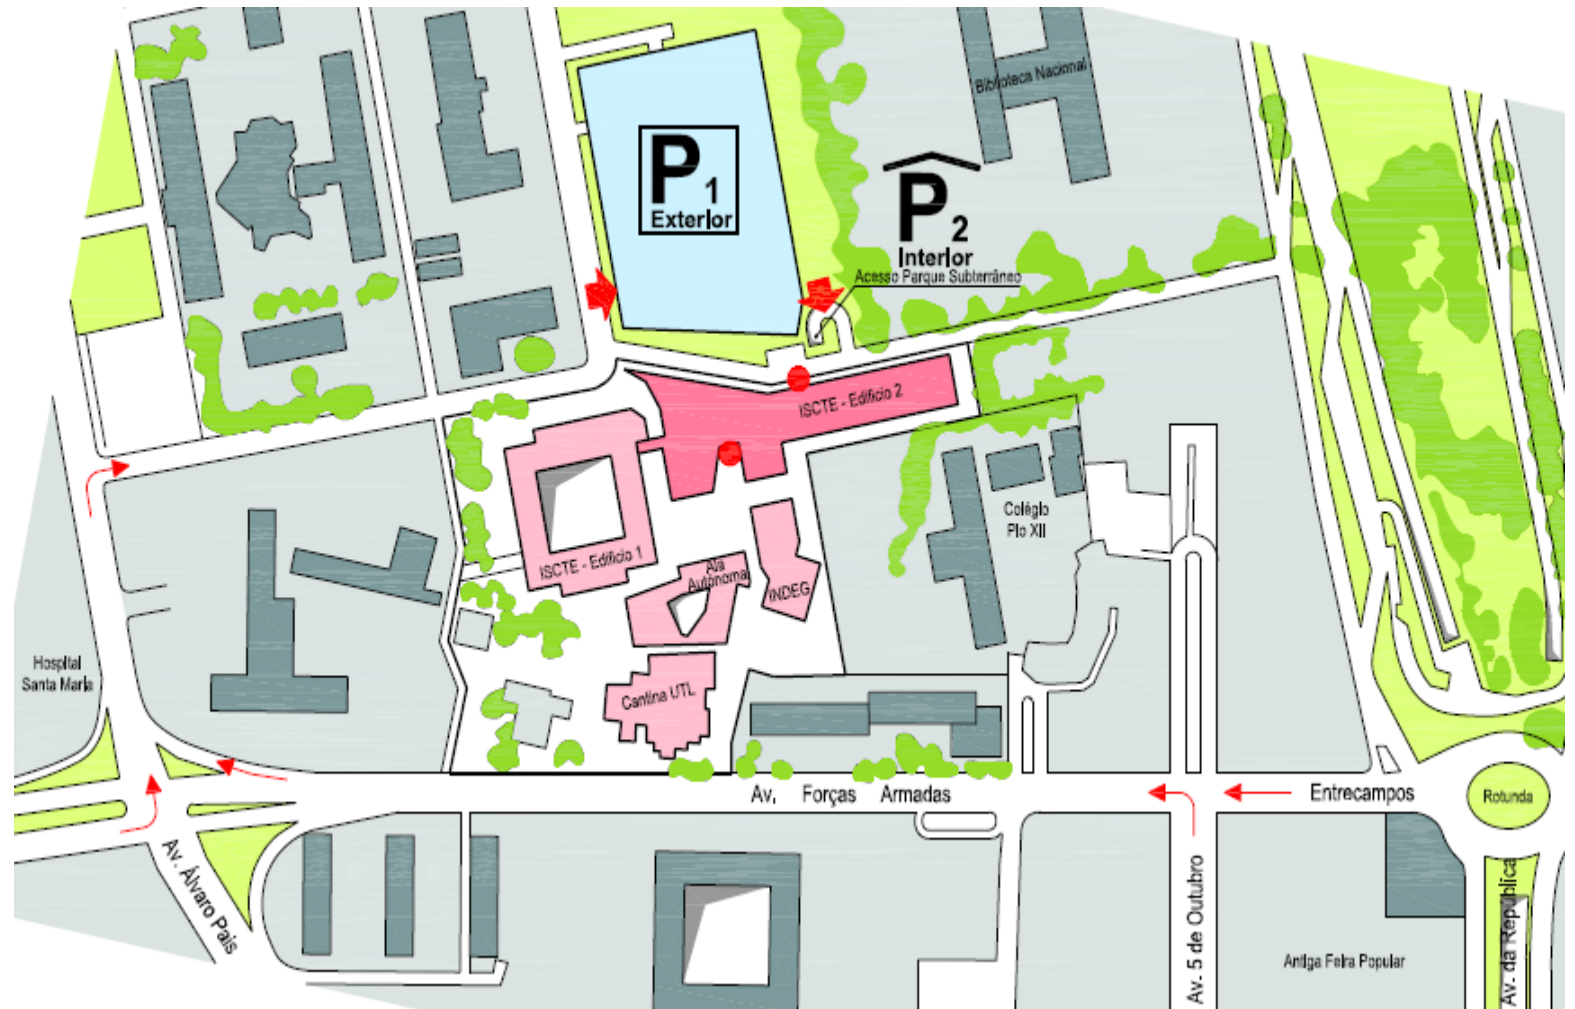 Biblioteca Nacional
P1
Exterior
P2
Interior
Acesso Parque Subterrâneo
ISCTE - Edifício 2
ISCTE - Edifício 1
Ala
Autónoma
INDEG
Colégio
Pio XII
Hospital
Santa Maria
Cantina UTL
Av. Forças Armadas
Entrecampos
Rotunda
Av. Álvaro Pais
Av. 5 de Outubro
Av. da República
Antiga Feira Popular